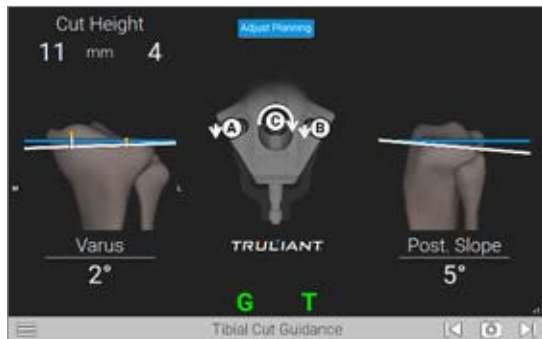 Cut Height
11 mm 4
Adjust Planning
A
C
B
M
L
TRULIANT
Varus
2°
Post. Slope
5°
G T
Tibial Cut Guidance